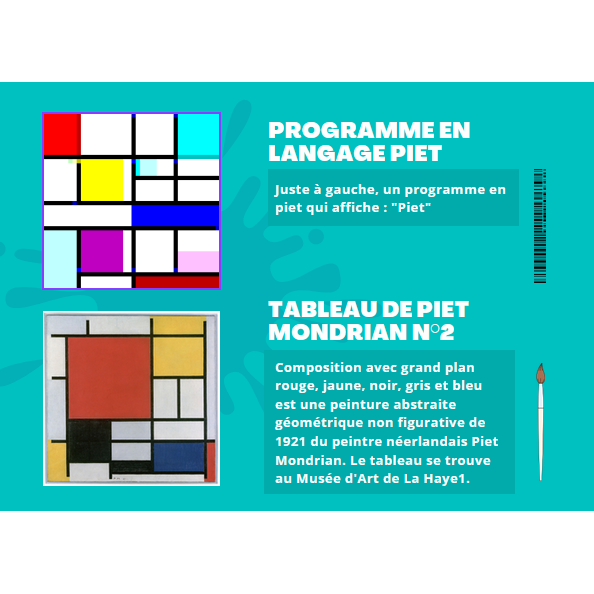 PROGRAMME EN
LANGAGE PIET
Juste à gauche, un programme en
piet qui affiche : "Piet"
TABLEAU DE PIET
MONDRIAN N°2
Composition avec grand plan
rouge, jaune, noir, gris et bleu
est une peinture abstraite
géométrique non figurative de
1921 du peintre néerlandais Piet
Mondrian. Le tableau se trouve
au Musée d'Art de La Haye1.